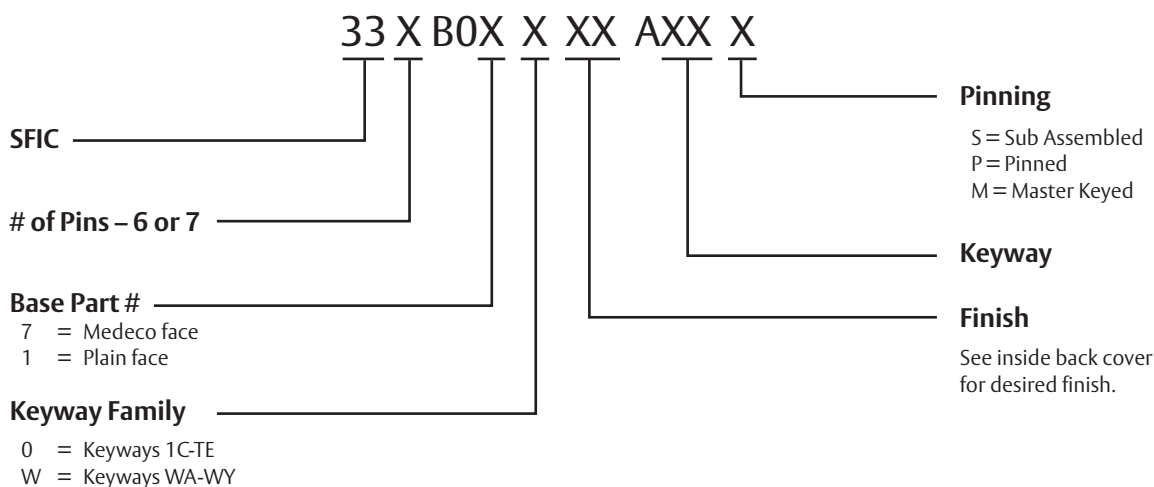 33 X B0X X XX AXX X
SFIC
# of Pins – 6 or 7
Base Part #
7 = Medeco face
1 = Plain face
Keyway Family
0 = Keyways 1C-TE
W = Keyways WA-WY
Pinning
S = Sub Assembled
P = Pinned
M = Master Keyed
Keyway
Finish
See inside back cover
for desired finish.